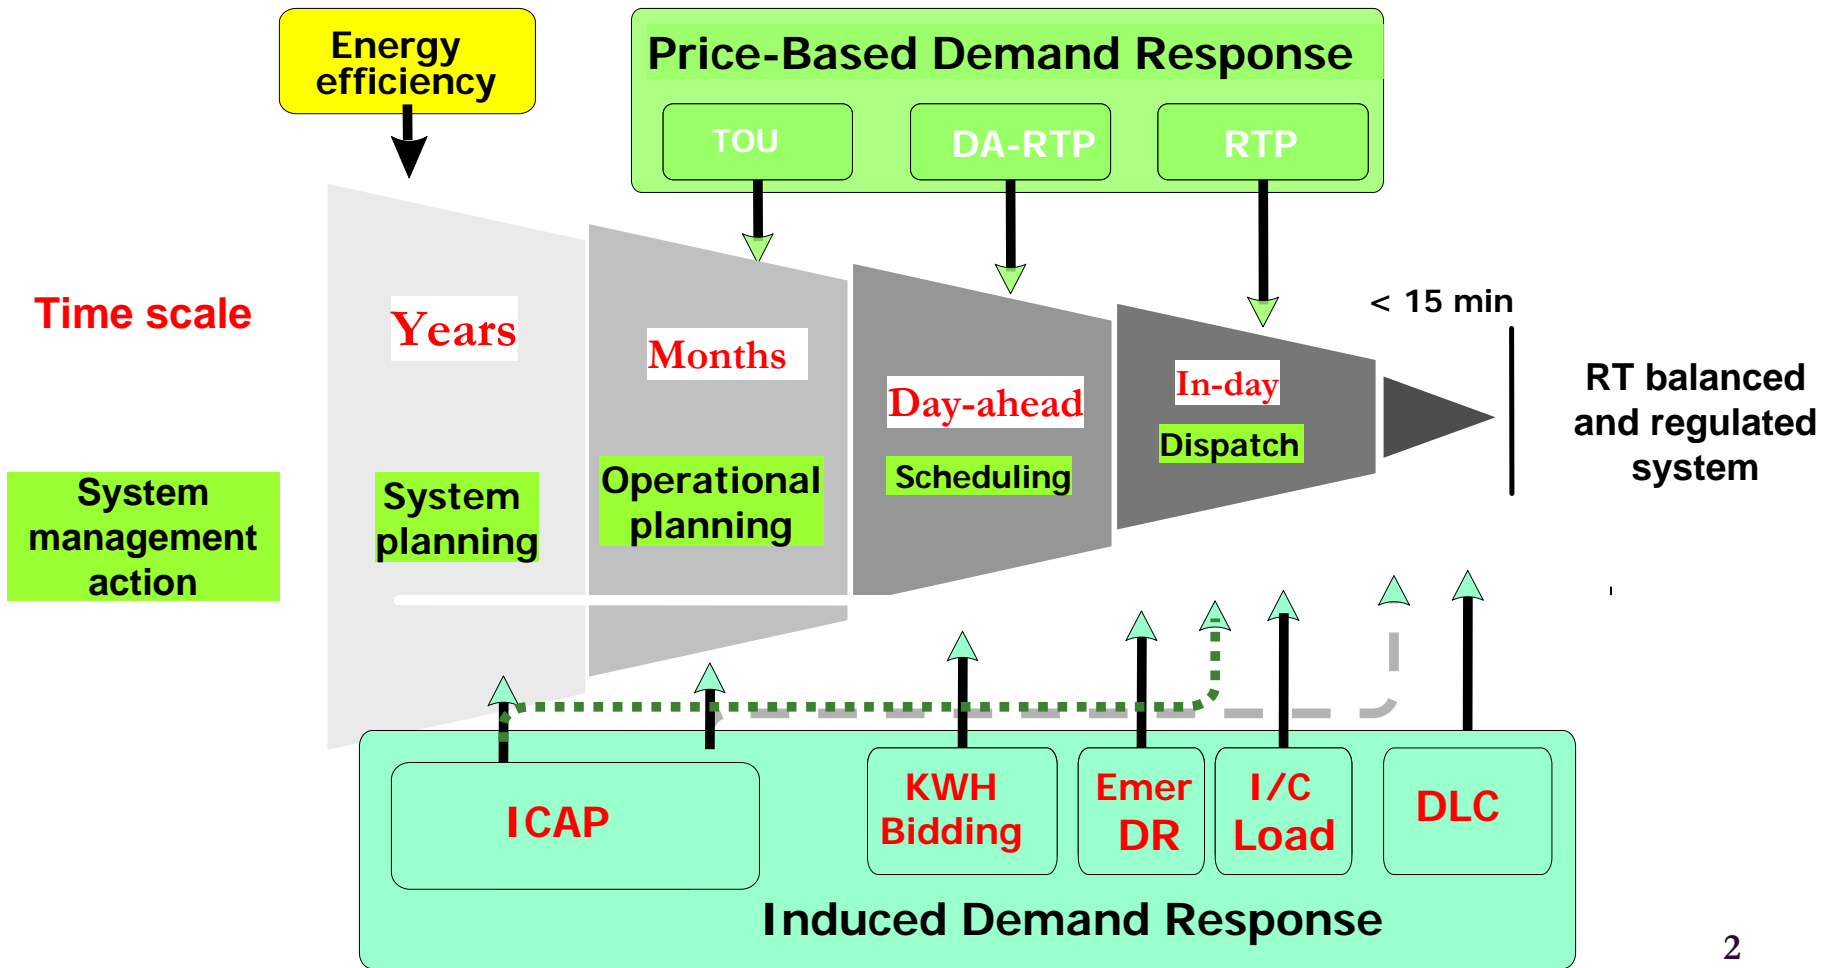 Energy
efficiency
Price-Based Demand Response
TOU
DA-RTP
RTP
Time scale
Years
Months
Day-ahead
In-day
< 15 min
RT balanced
and regulated
system
System
management
action
System
planning
Operational
planning
Scheduling
Dispatch
ICAP
KWH
Bidding
Emer
DR
I/C
Load
DLC
Induced Demand Response
2